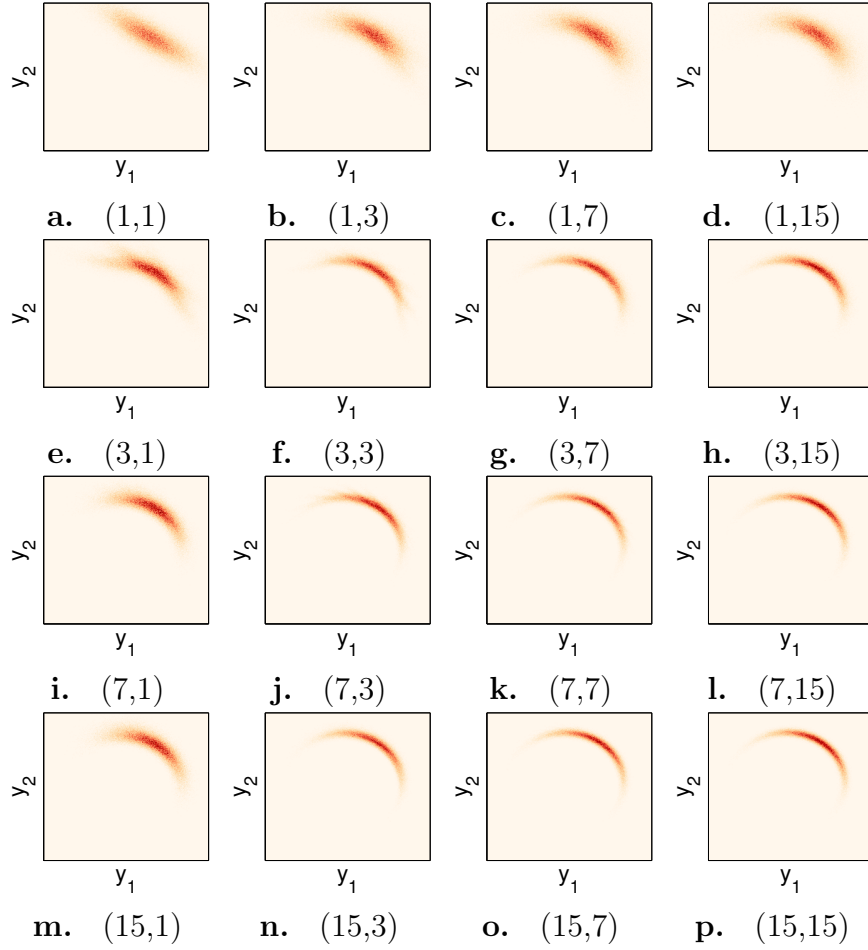 y2 y2 y2 y2
y1 y1 y1 y1
a. (1,1) b. (1,3) c. (1,7) d. (1,15)
y2 y2 y2 y2
y1 y1 y1 y1
e. (3,1) f. (3,3) g. (3,7) h. (3,15)
y2 y2 y2 y2
y1 y1 y1 y1
i. (7,1) j. (7,3) k. (7,7) l. (7,15)
y2 y2 y2 y2
y1 y1 y1 y1
m. (15,1) n. (15,3) o. (15,7) p. (15,15)